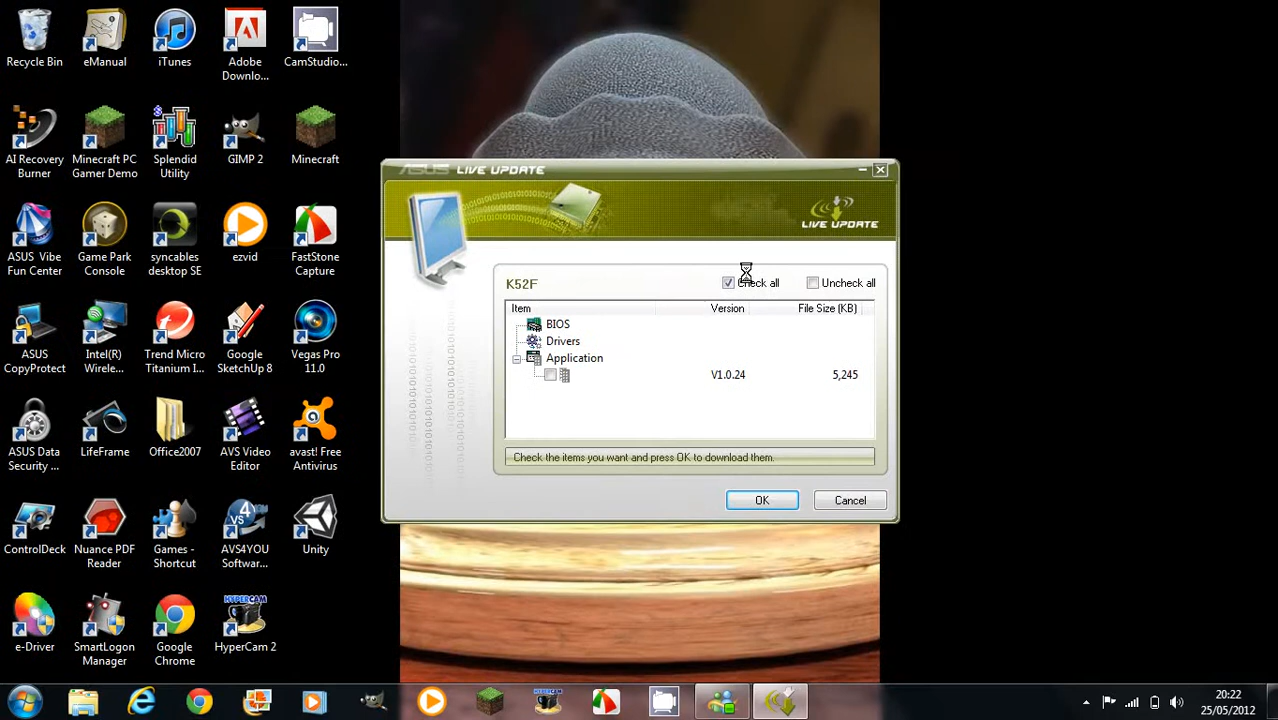 Recycle Bin
eManual
iTunes
Adobe Downlo...
CamStudio...
AI Recovery Burner
Minecraft PC Gamer Demo
Splendid Utility
GIMP 2
Minecraft
ASUS Vibe Fun Center
Game Park Console
syncables desktop SE
ezvid
FastStone Capture
ASUS CopyProtect
Intel(R) Wirele...
Trend Micro Titanium I...
Google SketchUp 8
Vegas Pro 11.0
ASUS Data Security ...
LifeFrame
Office2007
AVS Video Editor
avast! Free Antivirus
ControlDeck
Nuance PDF Reader
Games - Shortcut
AVS4YOU Softwar...
Unity
e-Driver
SmartLogon Manager
Google Chrome
HyperCam 2
ASUS LIVE UPDATE
LIVE UPDATE
K52F
Check all
Uncheck all
Item
Version
File Size (KB)
BIOS
Drivers
Application
V1.0.24
5,245
Check the items you want and press OK to download them.
OK
Cancel
20:22
25/05/2012